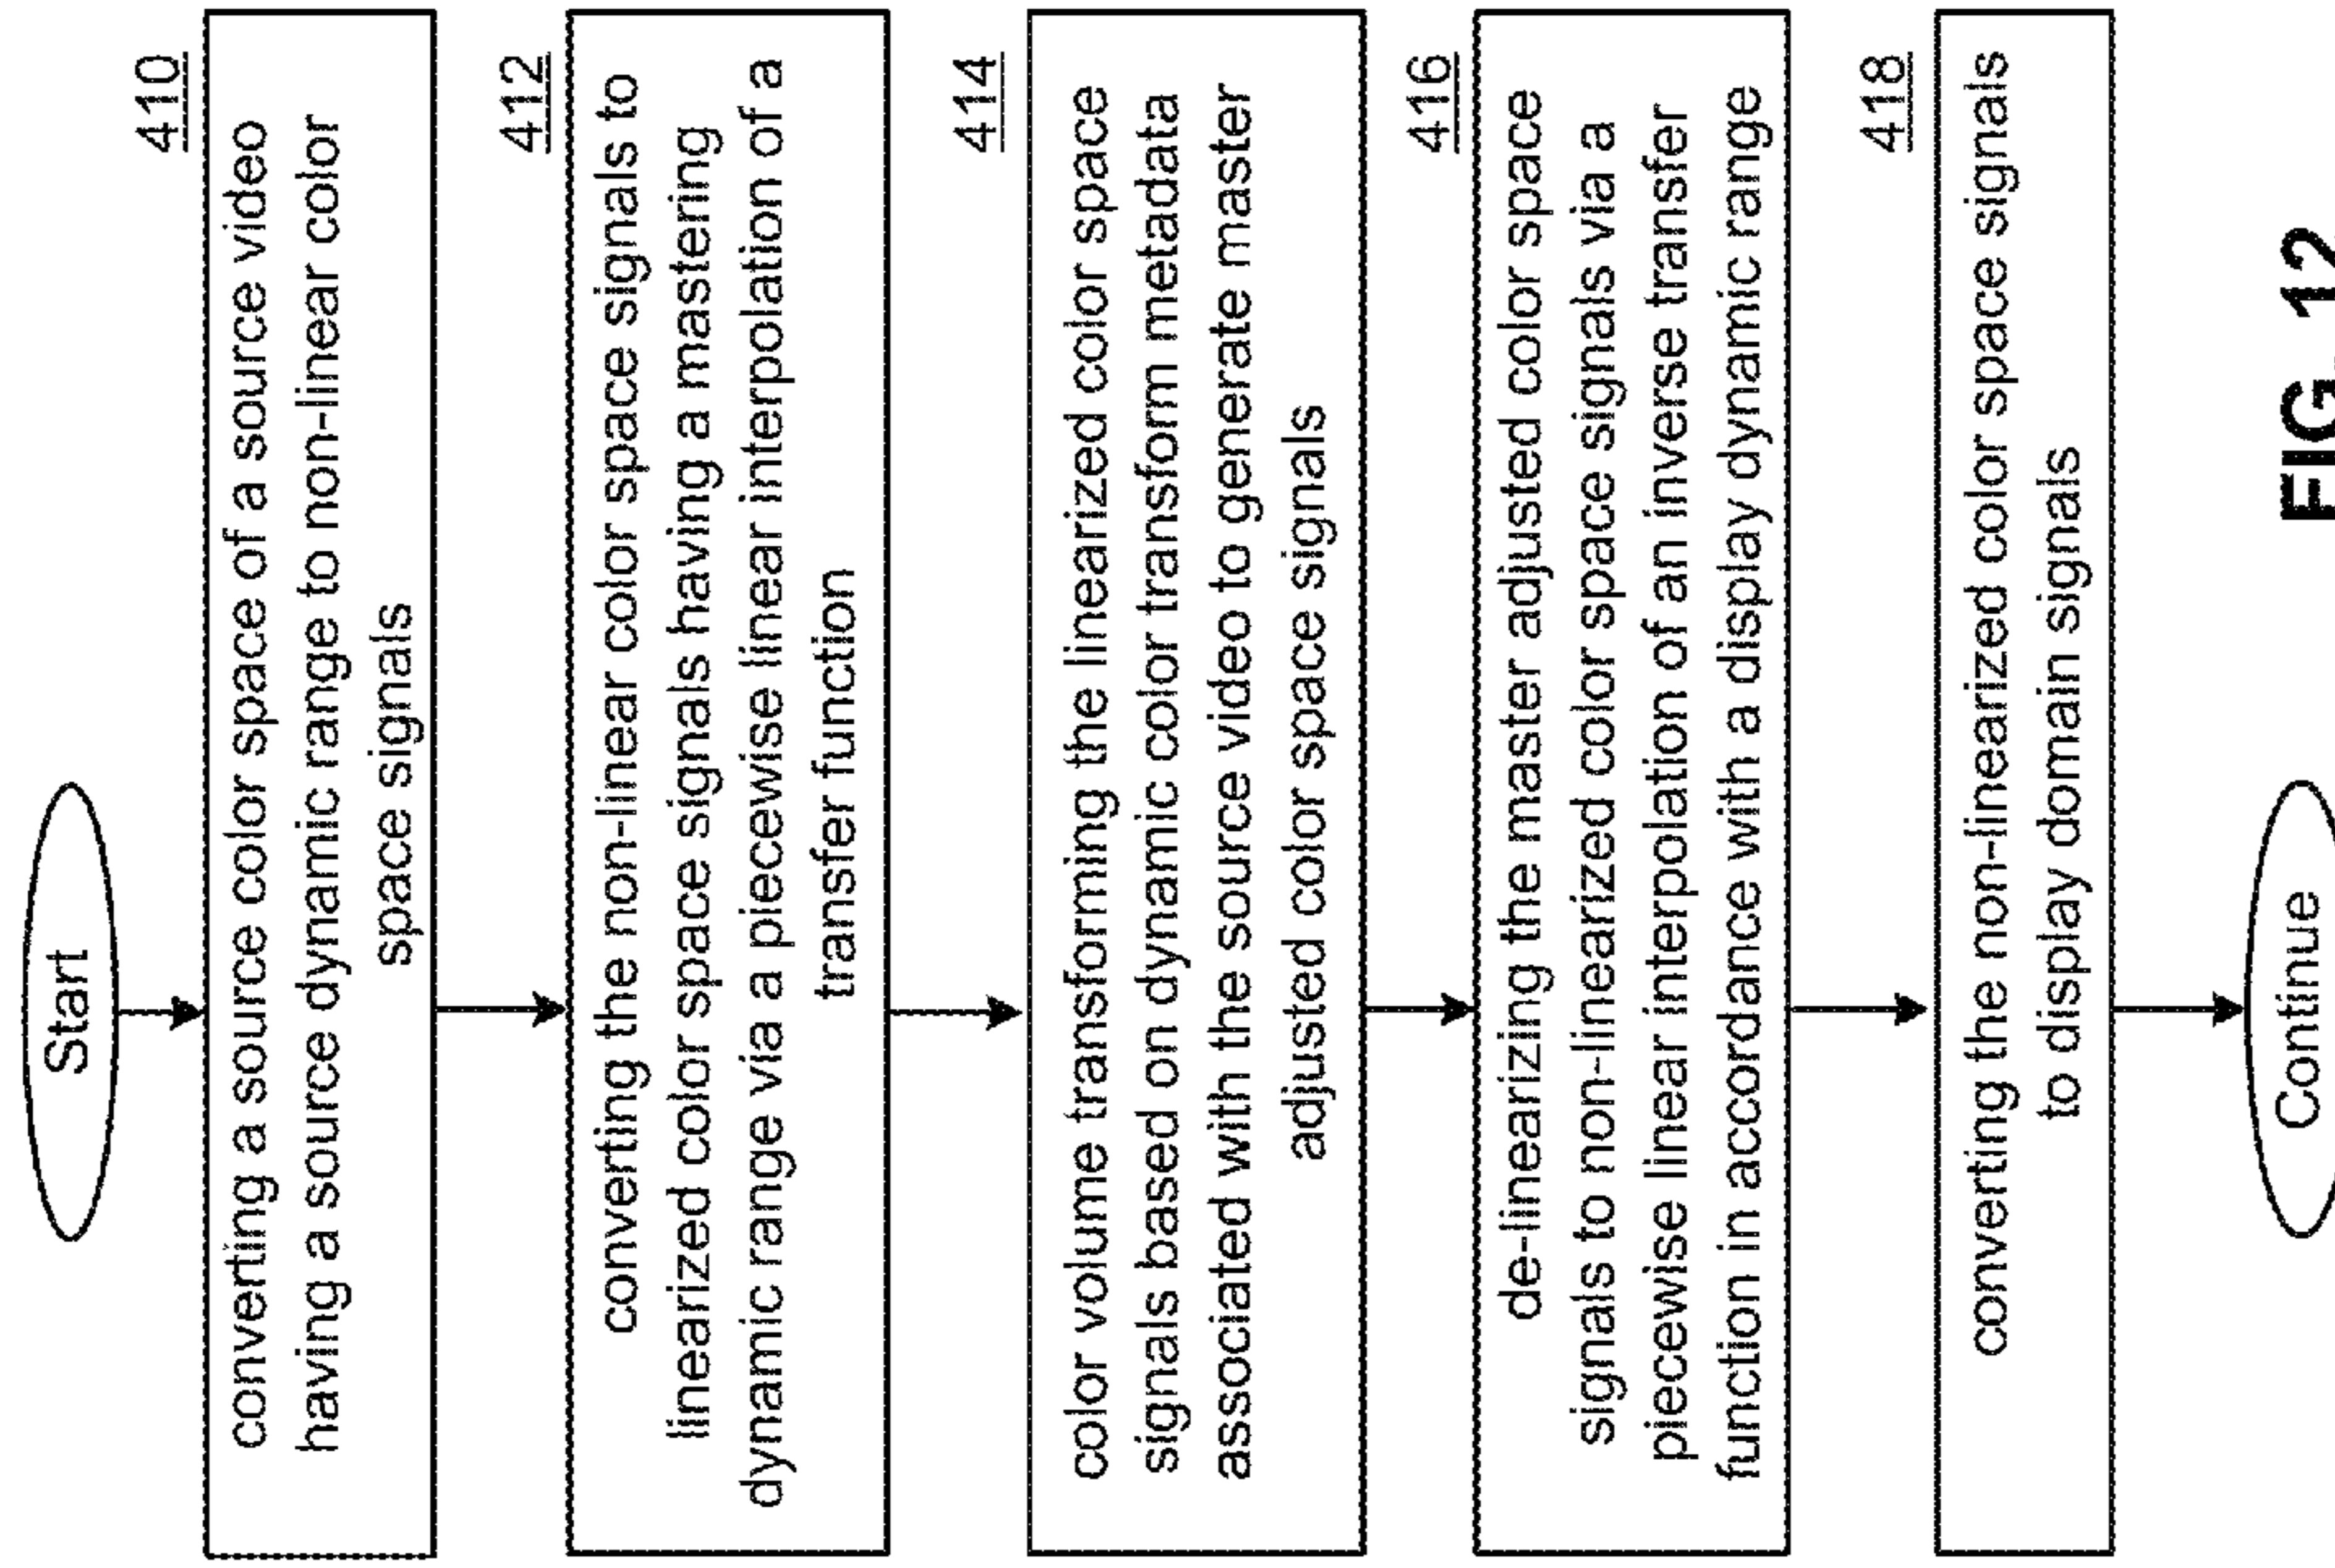 Start
410
converting a source color space of a source video
having a source dynamic range to non-linear color
space signals
412
converting the non-linear color space signals to
linearized color space signals having a mastering
dynamic range via a piecewise linear interpolation of a
transfer function
414
color volume transforming the linearized color space
signals based on dynamic color transform metadata
associated with the source video to generate master
adjusted color space signals
416
de-linearizing the master adjusted color space
signals to non-linearized color space signals via a
piecewise linear interpolation of an inverse transfer
function in accordance with a display dynamic range
418
converting the non-linearized color space signals
to display domain signals
Continue
FIG. 12